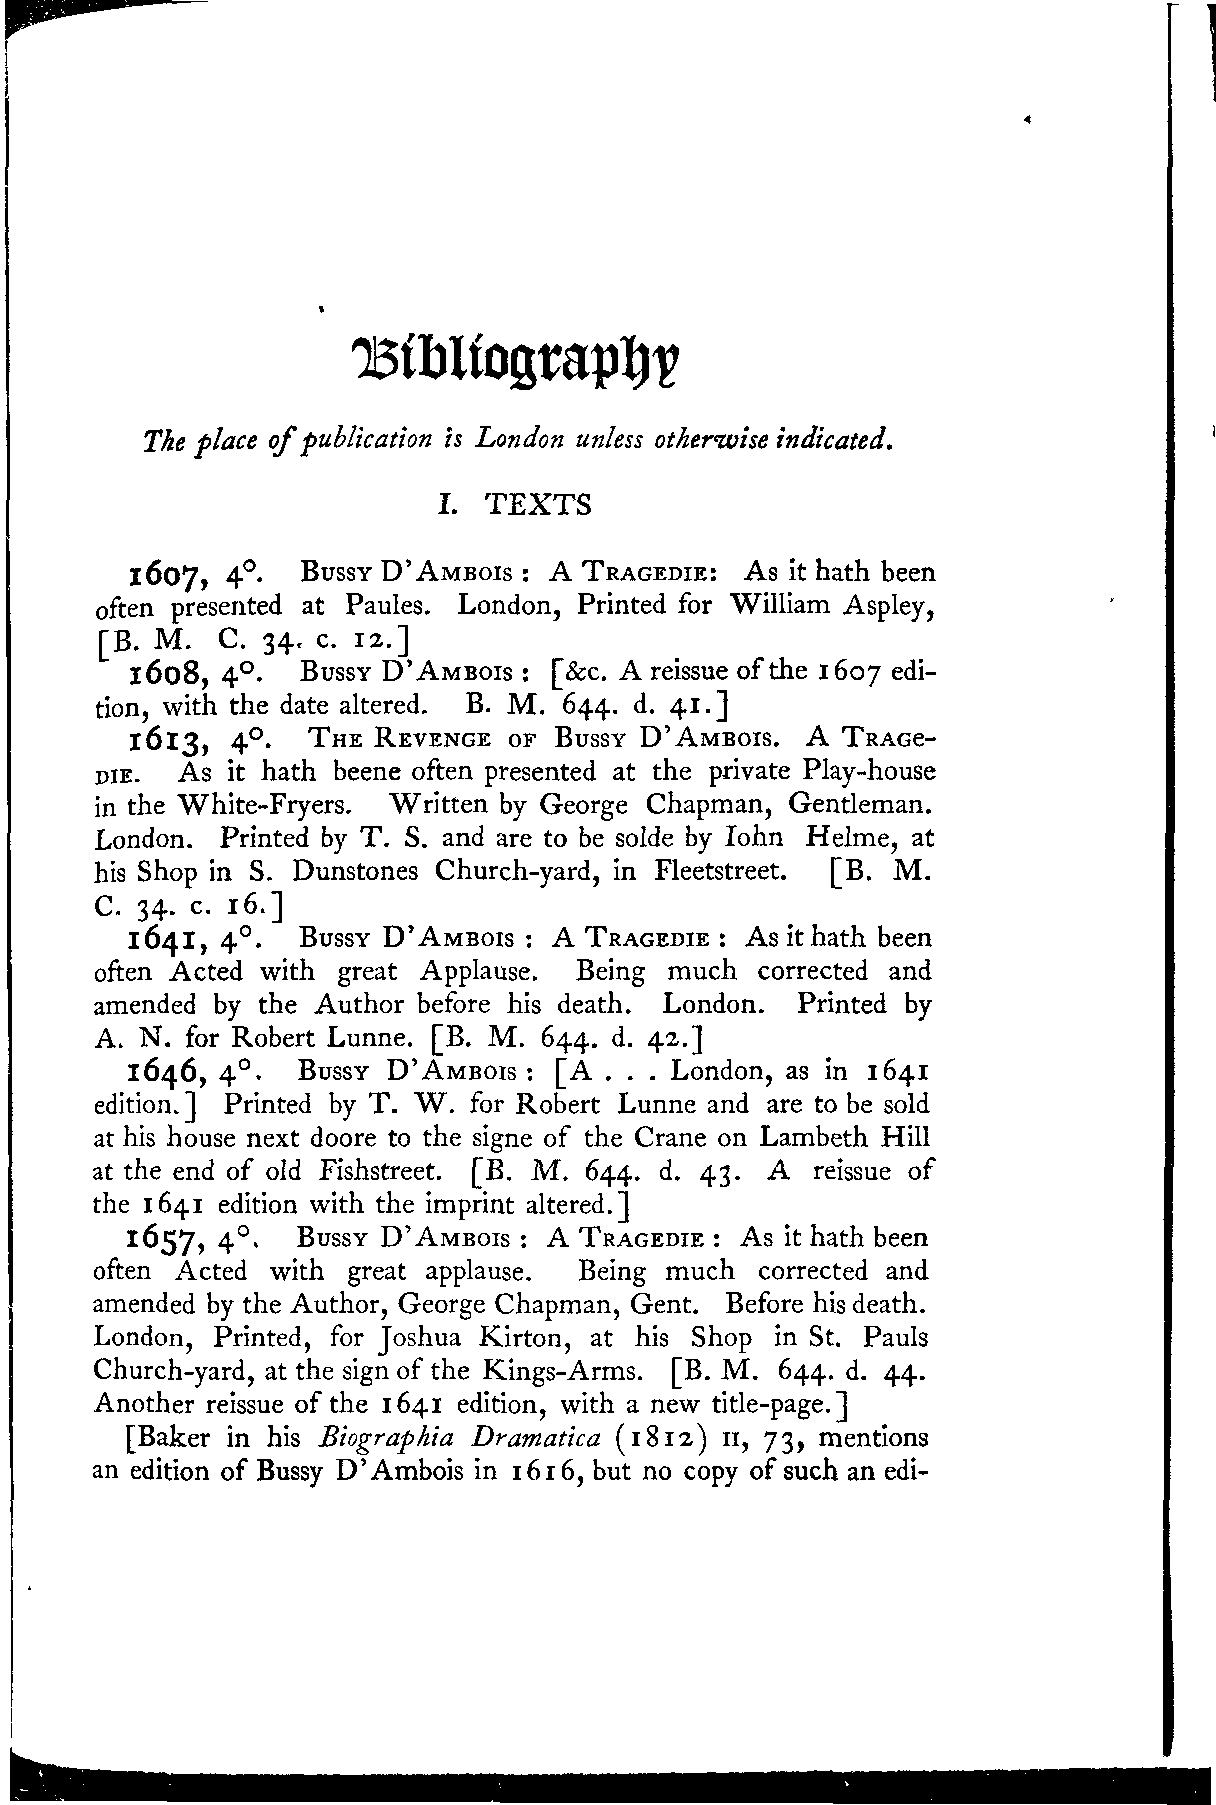 Bibliography
The place of publication is London unless otherwise indicated.
I. TEXTS
1607, 4°. Bussy D'Ambois : A Tragedie: As it hath been
often presented at Paules. London, Printed for William Aspley,
[B. M. C. 34. c. 12.]
1608, 4°. Bussy D'Ambois : [&c. A reissue of the 1607 edi-
tion, with the date altered. B. M. 644. d. 41.]
1613, 4°. The Revenge of Bussy D'Ambois. A Trage-
die. As it hath beene often presented at the private Play-house
in the White-Fryers. Written by George Chapman, Gentleman.
London. Printed by T. S. and are to be solde by Iohn Helme, at
his Shop in S. Dunstones Church-yard, in Fleetstreet. [B. M.
C. 34. c. 16.]
1641, 4°. Bussy D'Ambois : A Tragedie : As it hath been
often Acted with great Applause. Being much corrected and
amended by the Author before his death. London. Printed by
A. N. for Robert Lunne. [B. M. 644. d. 42.]
1646, 4°. Bussy D'Ambois : [A . . . London, as in 1641
edition.] Printed by T. W. for Robert Lunne and are to be sold
at his house next doore to the signe of the Crane on Lambeth Hill
at the end of old Fishstreet. [B. M. 644. d. 43. A reissue of
the 1641 edition with the imprint altered.]
1657, 4°. Bussy D'Ambois : A Tragedie : As it hath been
often Acted with great applause. Being much corrected and
amended by the Author, George Chapman, Gent. Before his death.
London, Printed, for Joshua Kirton, at his Shop in St. Pauls
Church-yard, at the sign of the Kings-Arms. [B. M. 644. d. 44.
Another reissue of the 1641 edition, with a new title-page.]
[Baker in his Biographia Dramatica (1812) II, 73, mentions
an edition of Bussy D'Ambois in 1616, but no copy of such an edi-